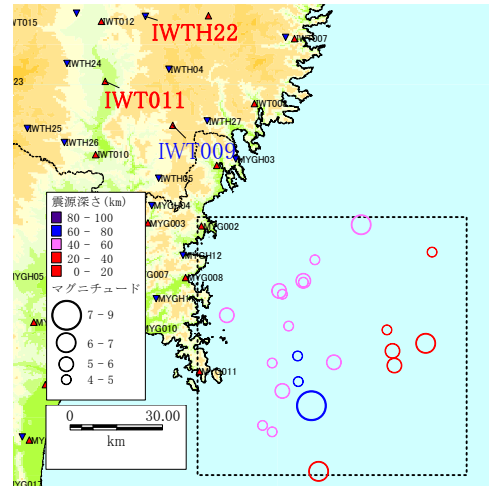 WT015
IWT012
IWTH22
IWT007
IWTH24
IWTH04
23
IWT011
IWT008
IWTH25
IWTH27
IWTH26
IWT009
IWT010
MYGH03
IWTH05
震源深さ(km)
80 - 100
60 - 80
40 - 60
20 - 40
0 - 20
マグニチュード
7 - 9
6 - 7
5 - 6
4 - 5
MYGH04
MYG003
MYG002
MYGH12
MYGH05
MYG007
MYG008
MYGH11
MYG010
MYG011
0 30.00
km
MYG017